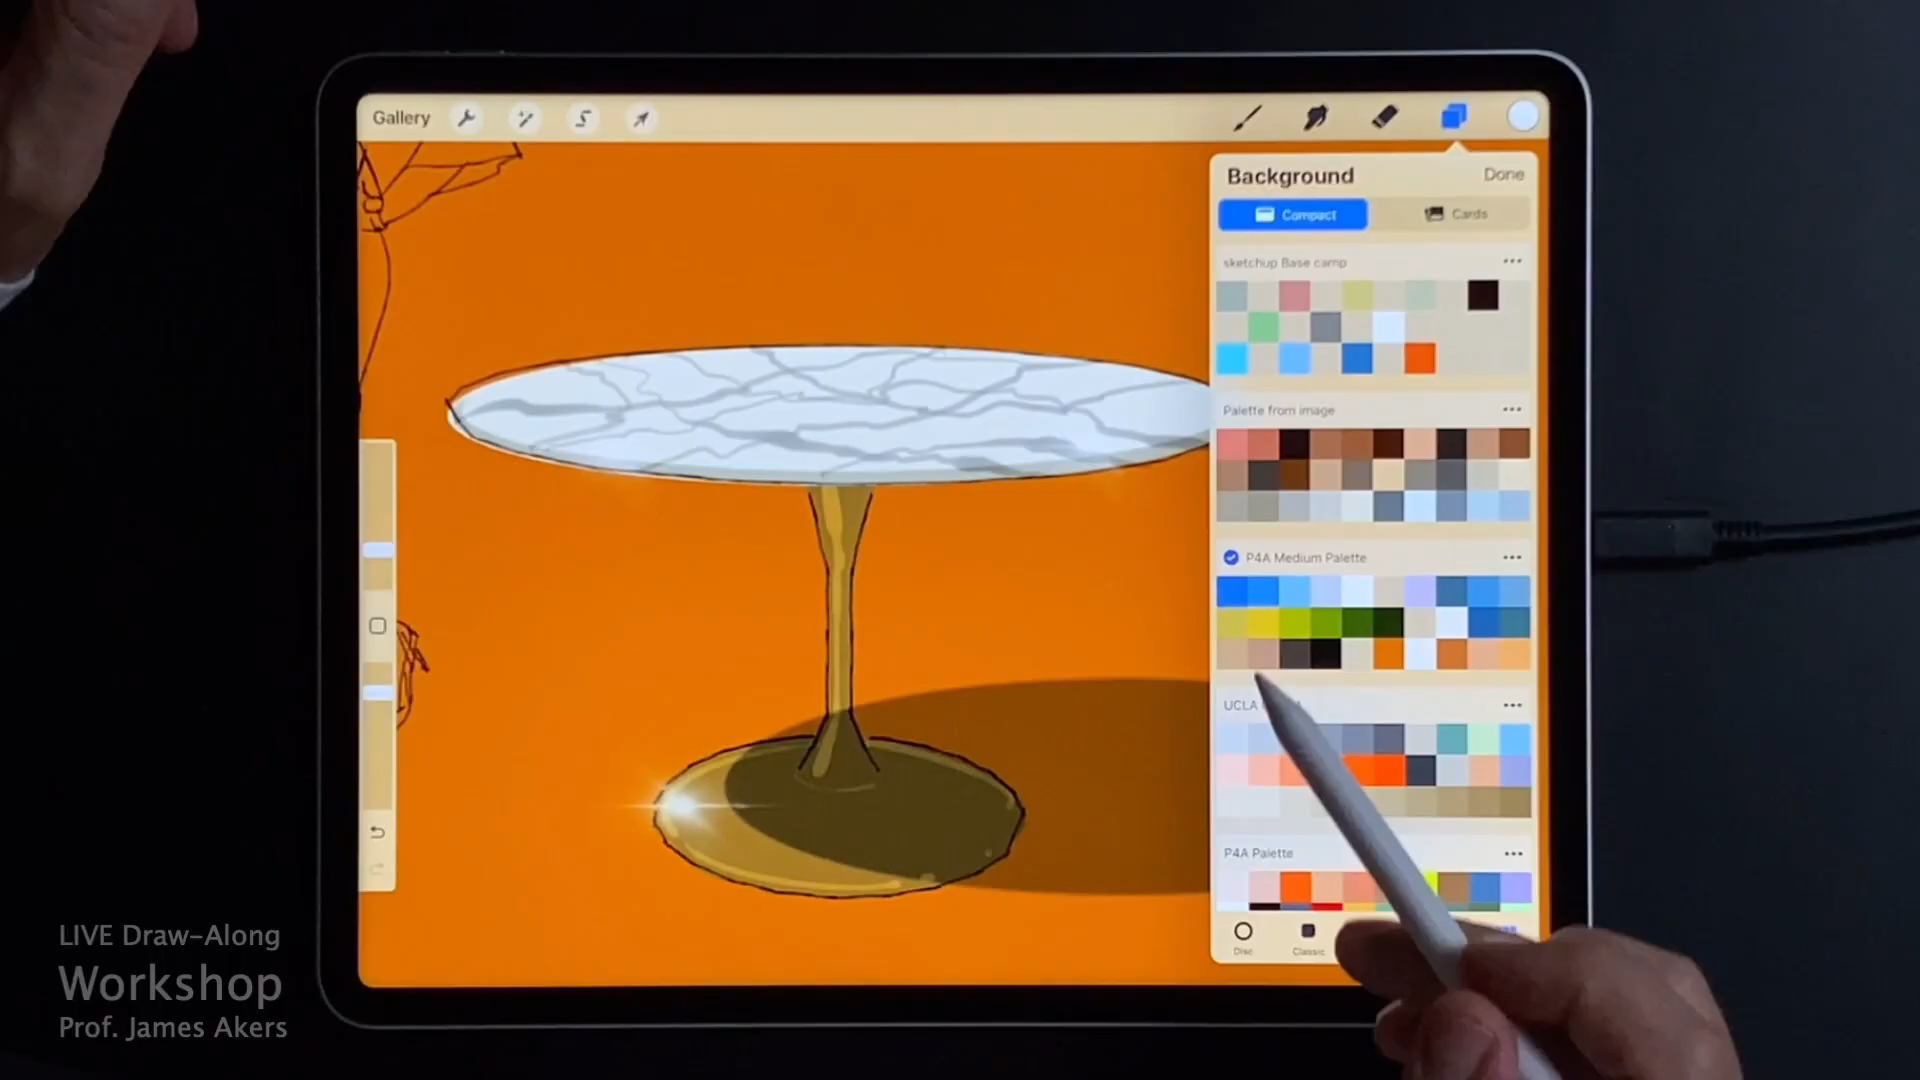 Gallery
Background
Done
Compact
Cards
sketchup Base camp
Palette from image
P4A Medium Palette
UCLA
P4A Palette
Disc
Classic
LIVE Draw-Along
Workshop
Prof. James Akers